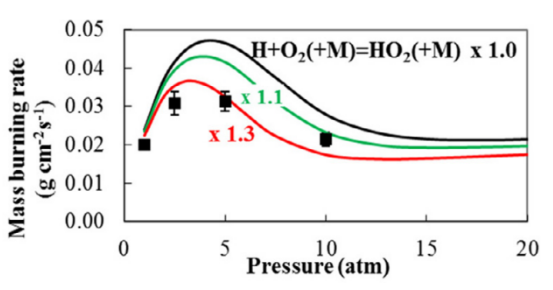 Mass burning rate
(g cm⁻² s⁻¹)
0.05
0.04
0.03
0.02
0.01
0.00
H+O₂(+M)=HO₂(+M) x 1.0
x 1.1
x 1.3
0
5
10
15
20
Pressure (atm)